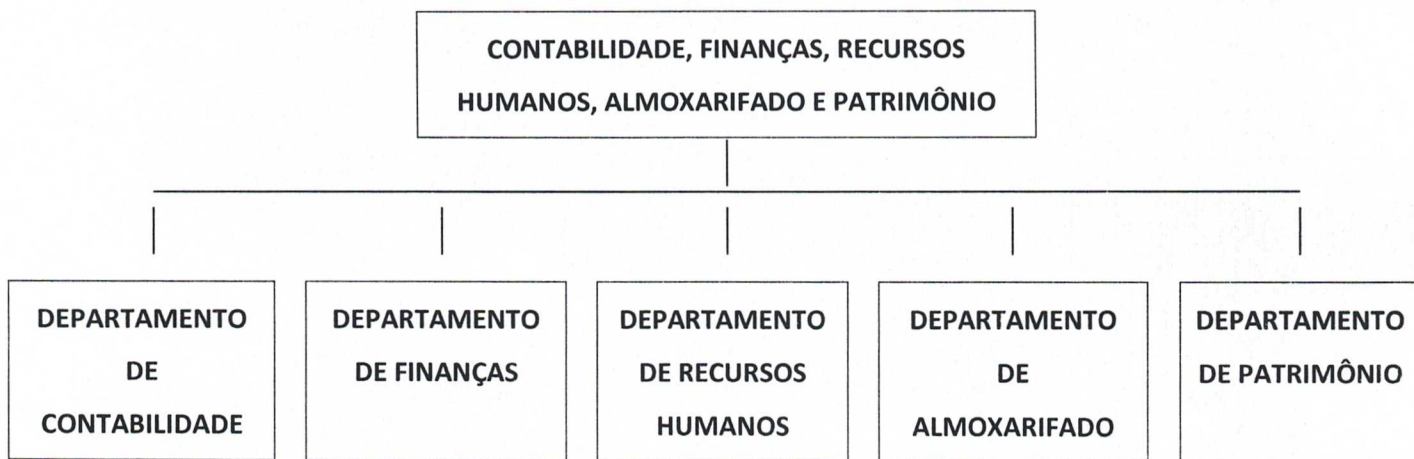 CONTABILIDADE, FINANÇAS, RECURSOS
HUMANOS, ALMOXARIFADO E PATRIMÔNIO
DEPARTAMENTO
DE
CONTABILIDADE
DEPARTAMENTO
DE FINANÇAS
DEPARTAMENTO
DE RECURSOS
HUMANOS
DEPARTAMENTO
DE
ALMOXARIFADO
DEPARTAMENTO
DE PATRIMÔNIO